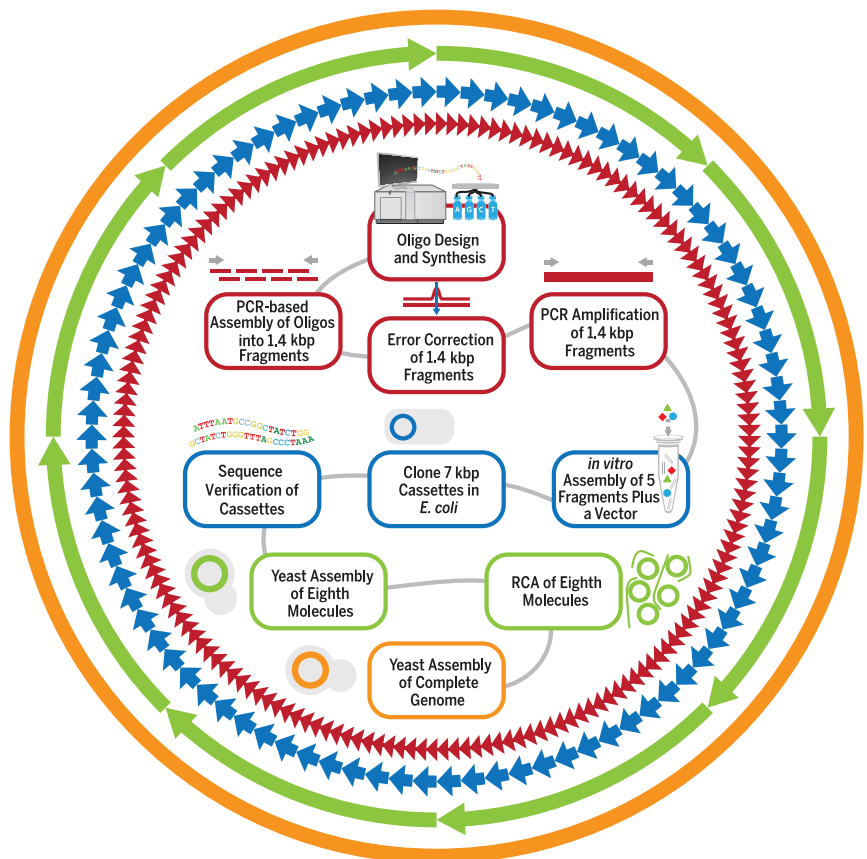 A G C T
Oligo Design
and Synthesis
PCR-based
Assembly of Oligos
into 1.4 kbp
Fragments
Error Correction
of 1.4 kbp
Fragments
PCR Amplification
of 1.4 kbp
Fragments
ATTTAATGCCGGCTATCTGG
GCTATCTGGGTTTAGCCCTAAA
Sequence
Verification of
Cassettes
Clone 7 kbp
Cassettes in
E. coli
in vitro
Assembly of 5
Fragments Plus
a Vector
Yeast Assembly
of Eighth
Molecules
RCA of Eighth
Molecules
Yeast Assembly
of Complete
Genome